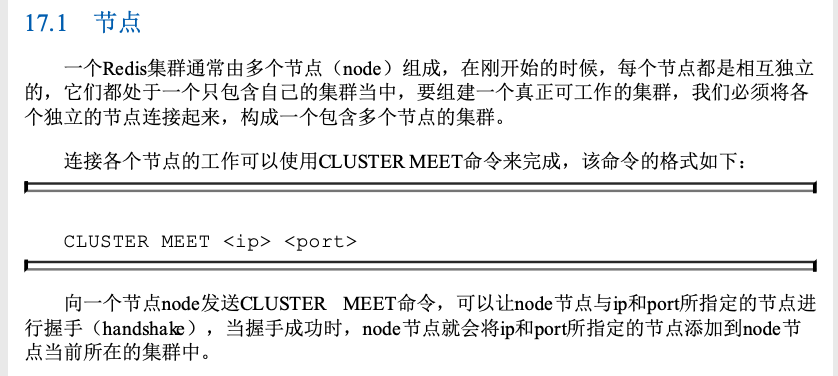 17.1 节点
一个Redis集群通常由多个节点（node）组成，在刚开始的时候，每个节点都是相互独立
的，它们都处于一个只包含自己的集群当中，要组建一个真正可工作的集群，我们必须将各
个独立的节点连接起来，构成一个包含多个节点的集群。
连接各个节点的工作可以使用CLUSTER MEET命令来完成，该命令的格式如下：
CLUSTER MEET <ip> <port>
向一个节点node发送CLUSTER MEET命令，可以让node节点与ip和port所指定的节点进
行握手（handshake），当握手成功时，node节点就会将ip和port所指定的节点添加到node节
点当前所在的集群中。